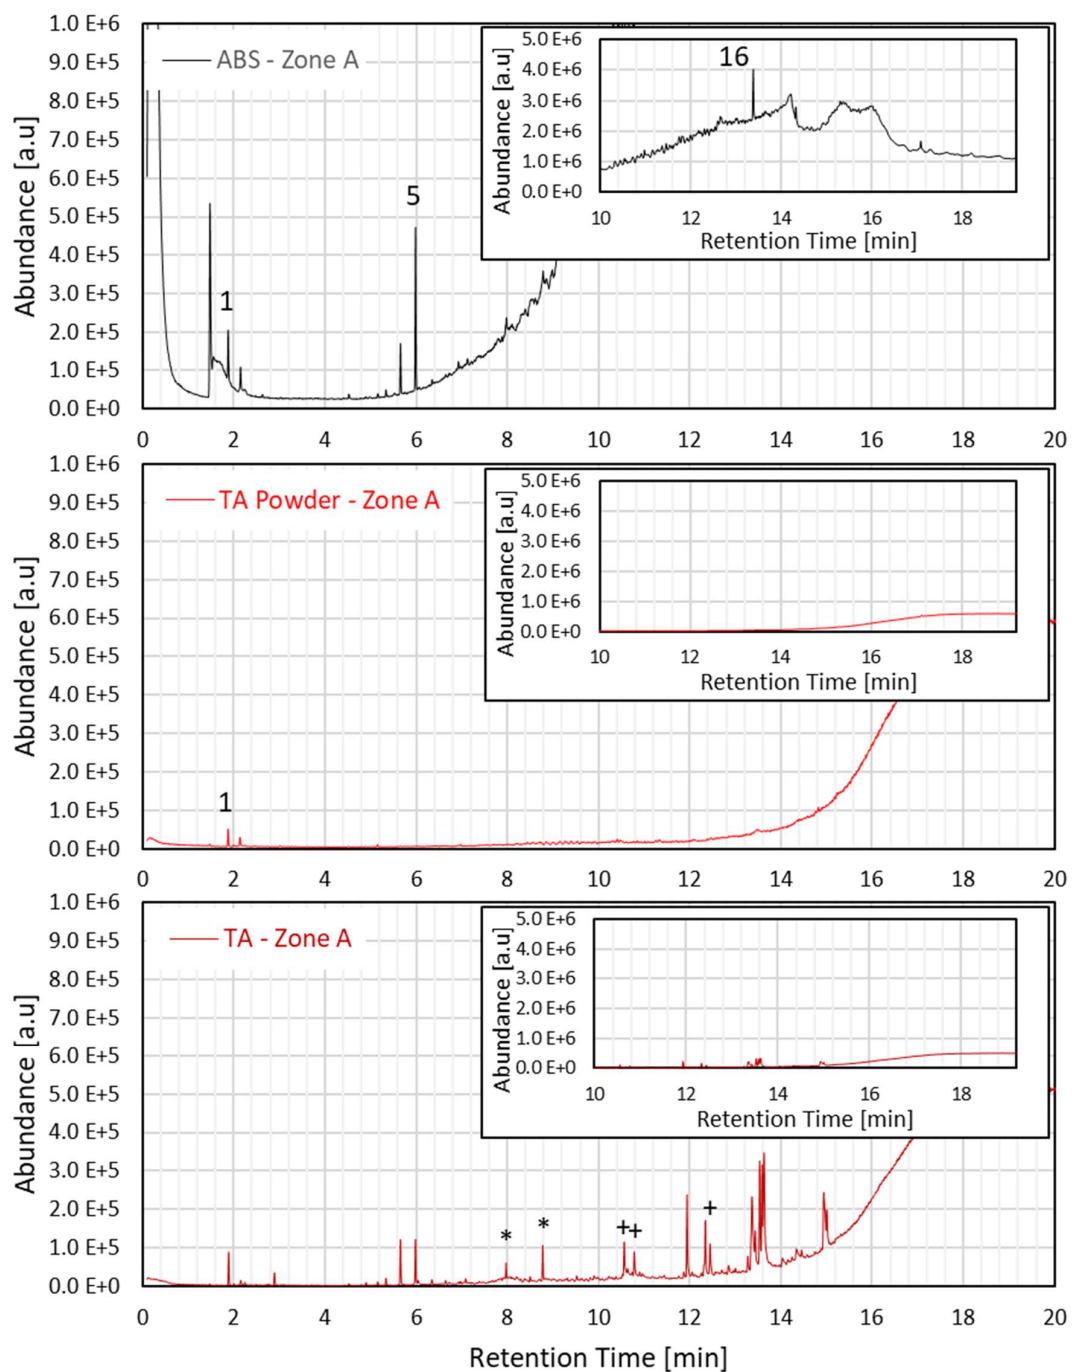 1.0 E+6
9.0 E+5
8.0 E+5
7.0 E+5
6.0 E+5
5.0 E+5
4.0 E+5
3.0 E+5
2.0 E+5
1.0 E+5
0.0 E+0
Abundance [a.u]
ABS - Zone A
1
5
0 2 4 6 8 10 12 14 16 18 20
5.0 E+6
4.0 E+6
3.0 E+6
2.0 E+6
1.0 E+6
0.0 E+0
Abundance [a.u]
16
10 12 14 16 18
Retention Time [min]
1.0 E+6
9.0 E+5
8.0 E+5
7.0 E+5
6.0 E+5
5.0 E+5
4.0 E+5
3.0 E+5
2.0 E+5
1.0 E+5
0.0 E+0
Abundance [a.u]
TA Powder - Zone A
1
0 2 4 6 8 10 12 14 16 18 20
5.0 E+6
4.0 E+6
3.0 E+6
2.0 E+6
1.0 E+6
0.0 E+0
Abundance [a.u]
10 12 14 16 18
Retention Time [min]
1.0 E+6
9.0 E+5
8.0 E+5
7.0 E+5
6.0 E+5
5.0 E+5
4.0 E+5
3.0 E+5
2.0 E+5
1.0 E+5
0.0 E+0
Abundance [a.u]
TA - Zone A
* * + + +
0 2 4 6 8 10 12 14 16 18 20
5.0 E+6
4.0 E+6
3.0 E+6
2.0 E+6
1.0 E+6
0.0 E+0
Abundance [a.u]
10 12 14 16 18
Retention Time [min]
Retention Time [min]